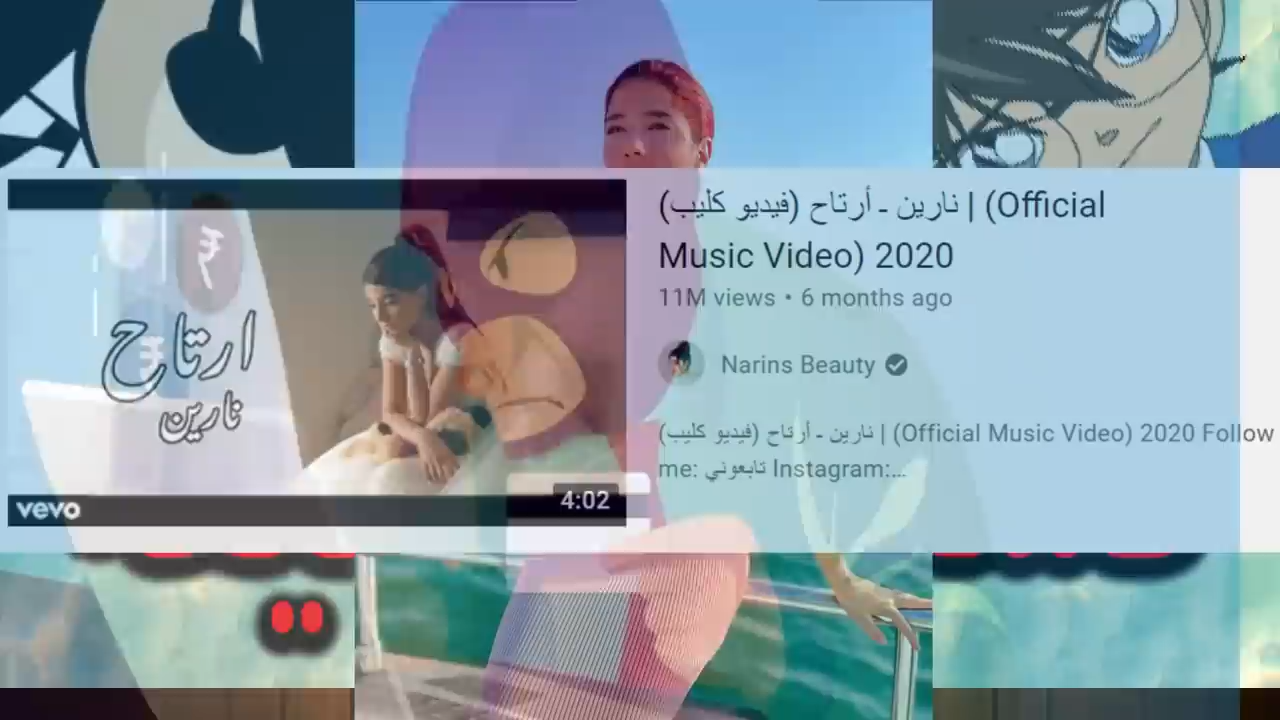 نارين ـ أرتاح (فيديو كليب) | (Official
Music Video) 2020
11M views • 6 months ago
Narins Beauty
نارين ـ أرتاح (فيديو كليب) | (Official Music Video) 2020 Follow
me: تابعوني Instagram:...
ارتاح
نارين
₹
₹
vevo
4:02